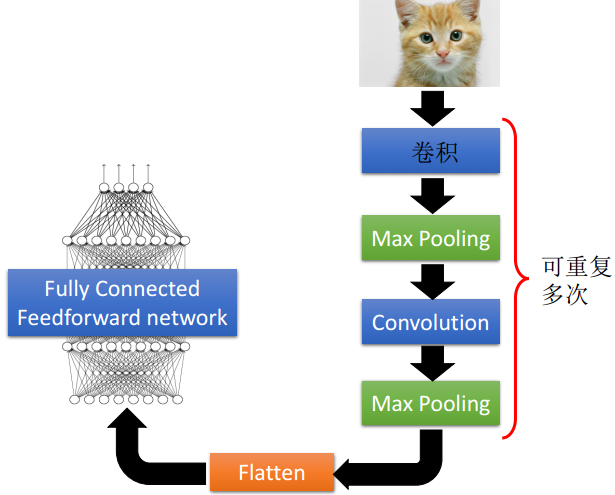 卷积
Max Pooling
Convolution
Max Pooling
可重复
多次
Flatten
Fully Connected
Feedforward network